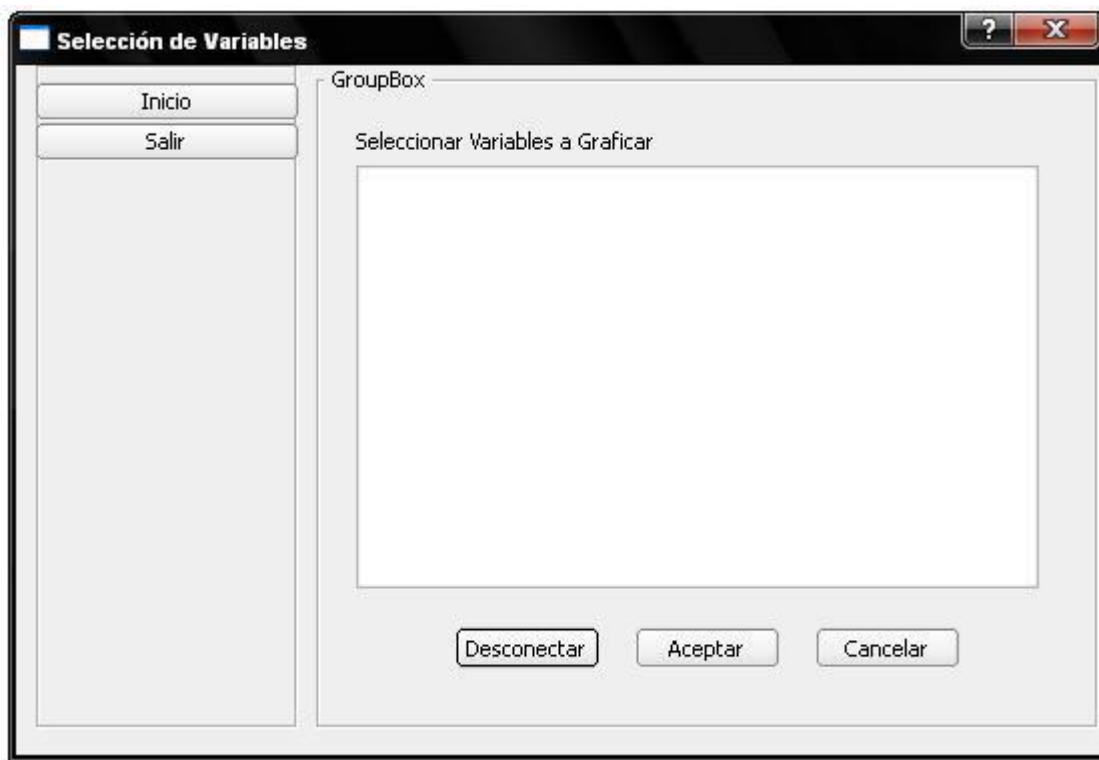 Selección de Variables
?
X
Inicio
Salir
GroupBox
Seleccionar Variables a Graficar
Desconectar
Aceptar
Cancelar